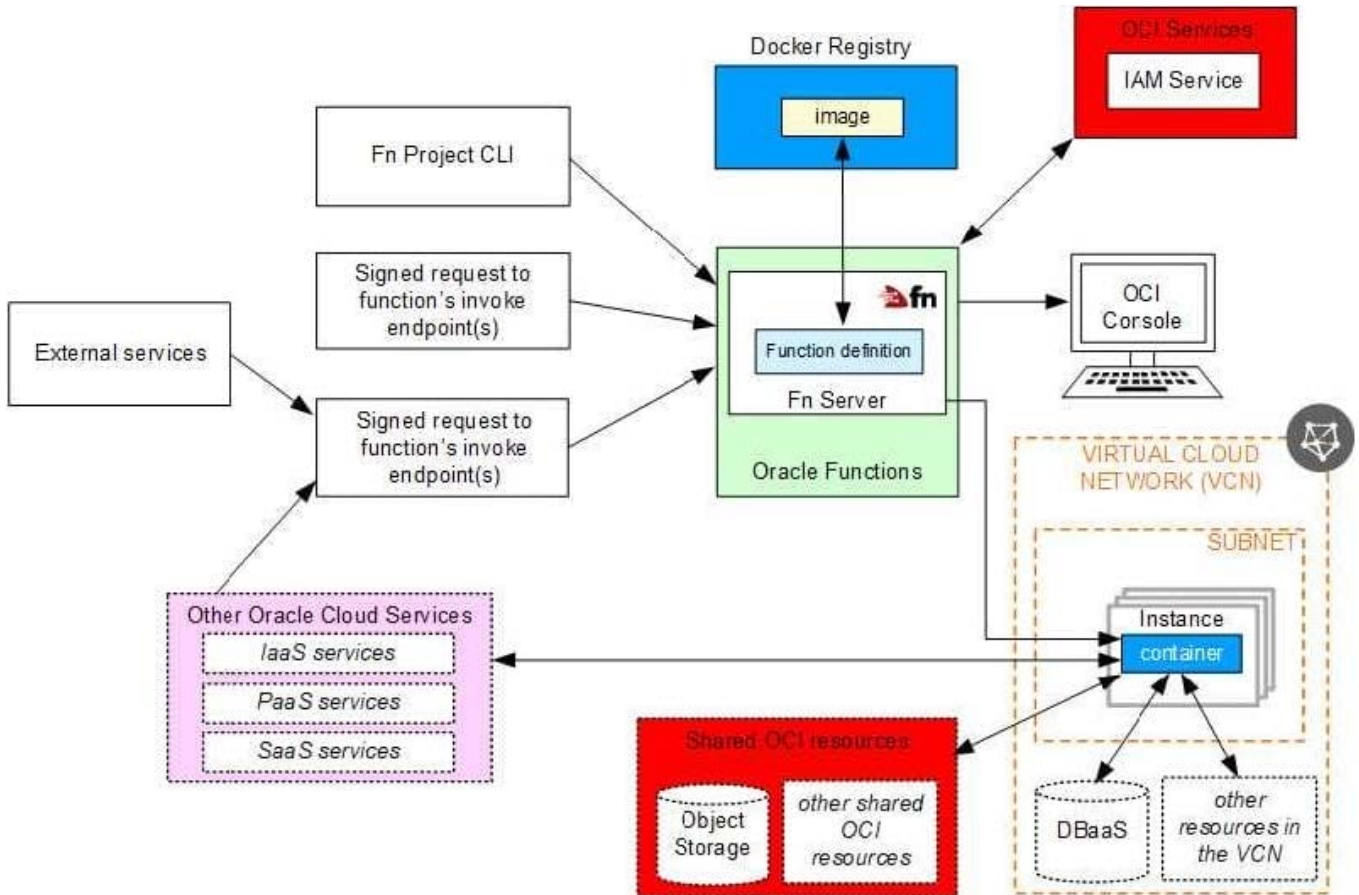 Docker Registry
image
OCI Services
IAM Service
Fn Project CLI
Signed request to
function's invoke
endpoint(s)
External services
Signed request to
function's invoke
endpoint(s)
fn
Function definition
Fn Server
Oracle Functions
OCI
Corsole
VIRTUAL CLOUD
NETWORK (VCN)
SUBNET
Instance
container
Other Oracle Cloud Services
IaaS services
PaaS services
SaaS services
Shared OCI resources
Object
Storage
other shared
OCI
resources
DBaaS
other
resources in
the VCN